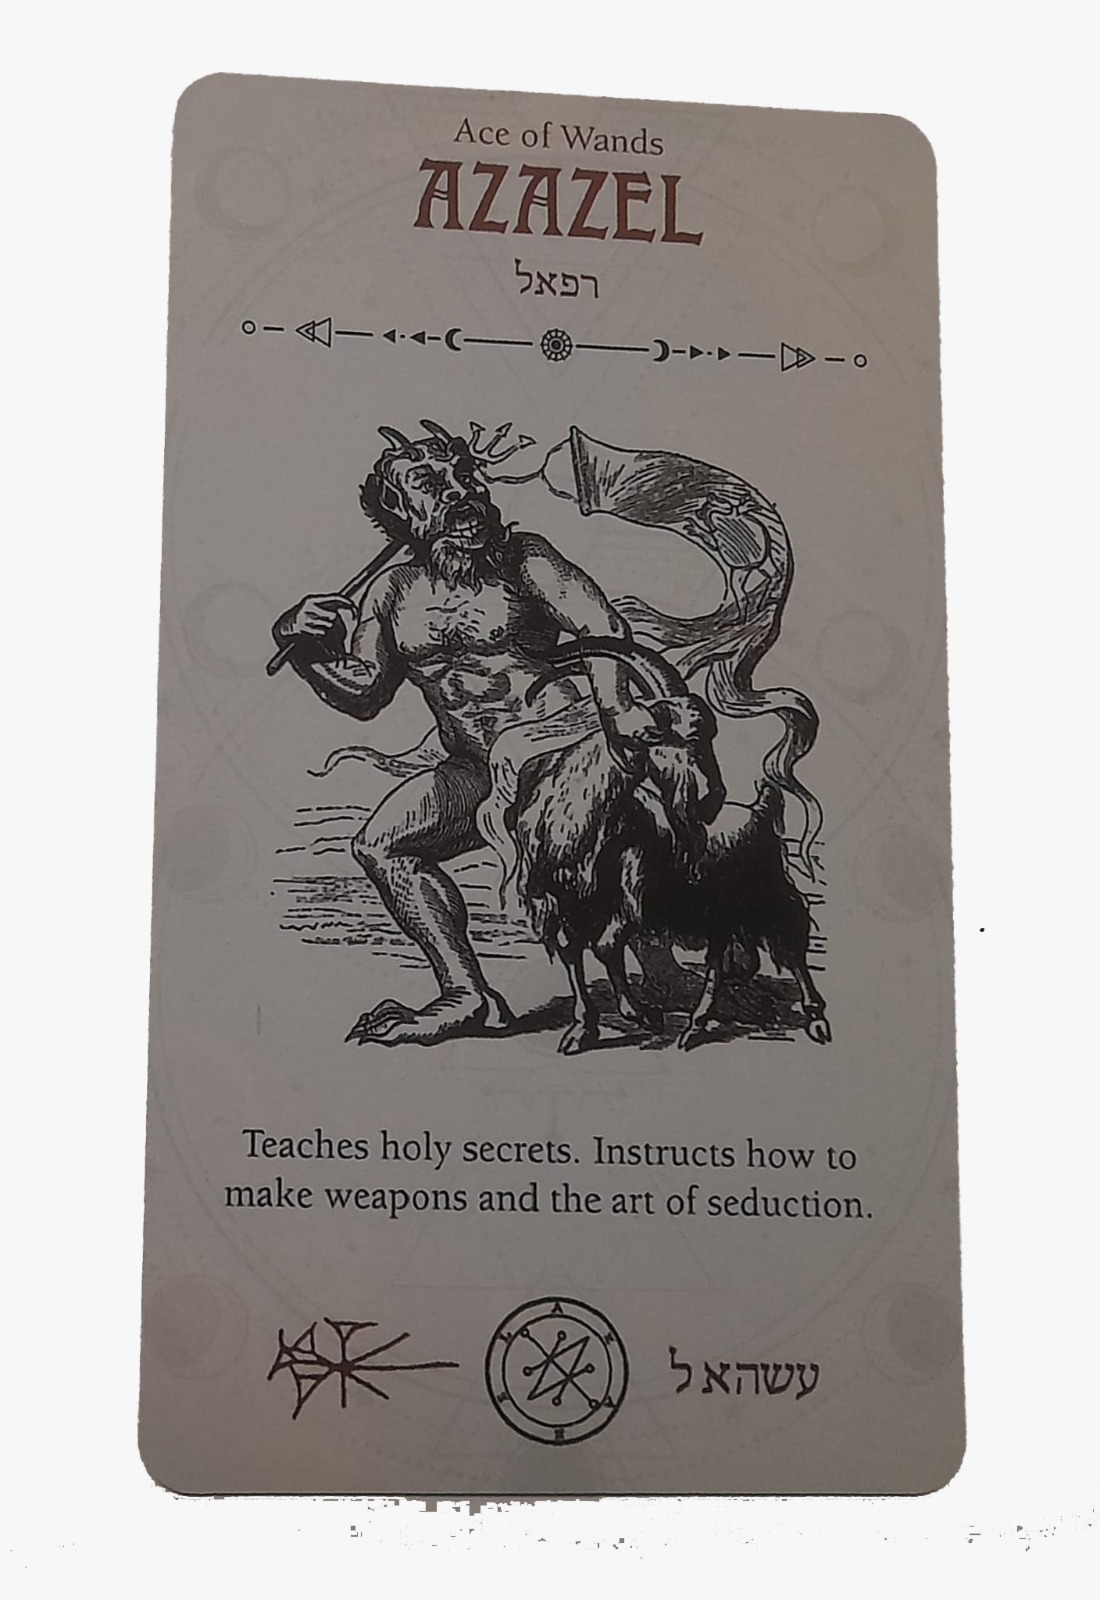 Ace of Wands
AZAZEL
רפאל
Teaches holy secrets. Instructs how to
make weapons and the art of seduction.
עשהאל